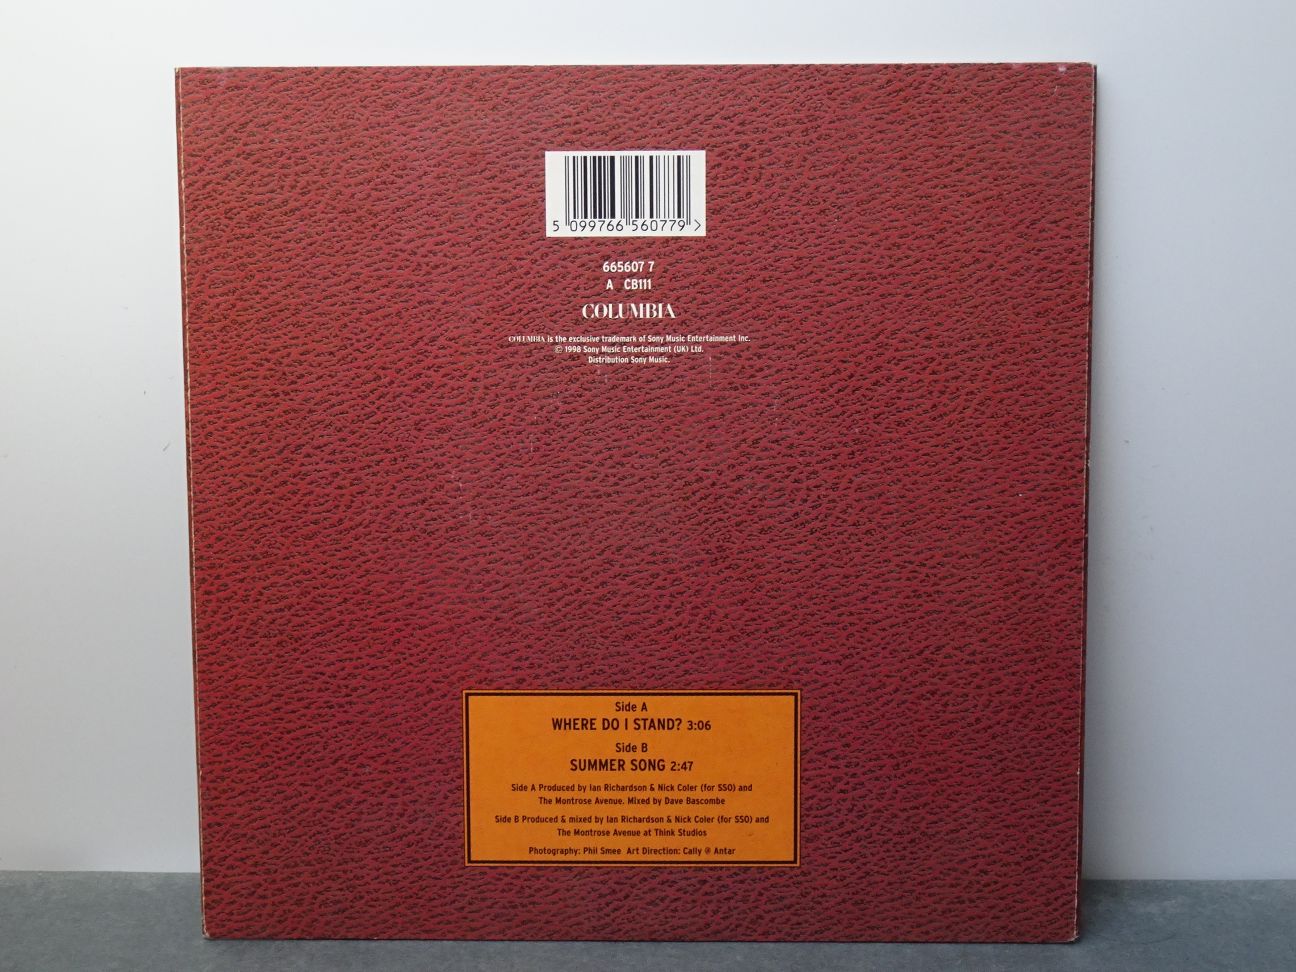 5 099766 560779 >
665607 7
A CB111
COLUMBIA
COLUMBIA is the exclusive trademark of Sony Music Entertainment Inc.
© 1998 Sony Music Entertainment (UK) Ltd.
Distribution Sony Music.
Side A
WHERE DO I STAND? 3:06
Side B
SUMMER SONG 2:47
Side A Produced by Ian Richardson & Nick Coler (for SSO) and
The Montrose Avenue. Mixed by Dave Bascombe
Side B Produced & mixed by Ian Richardson & Nick Coler (for SSO) and
The Montrose Avenue at Think Studios
Photography: Phil Smee Art Direction: Cally @ Antar